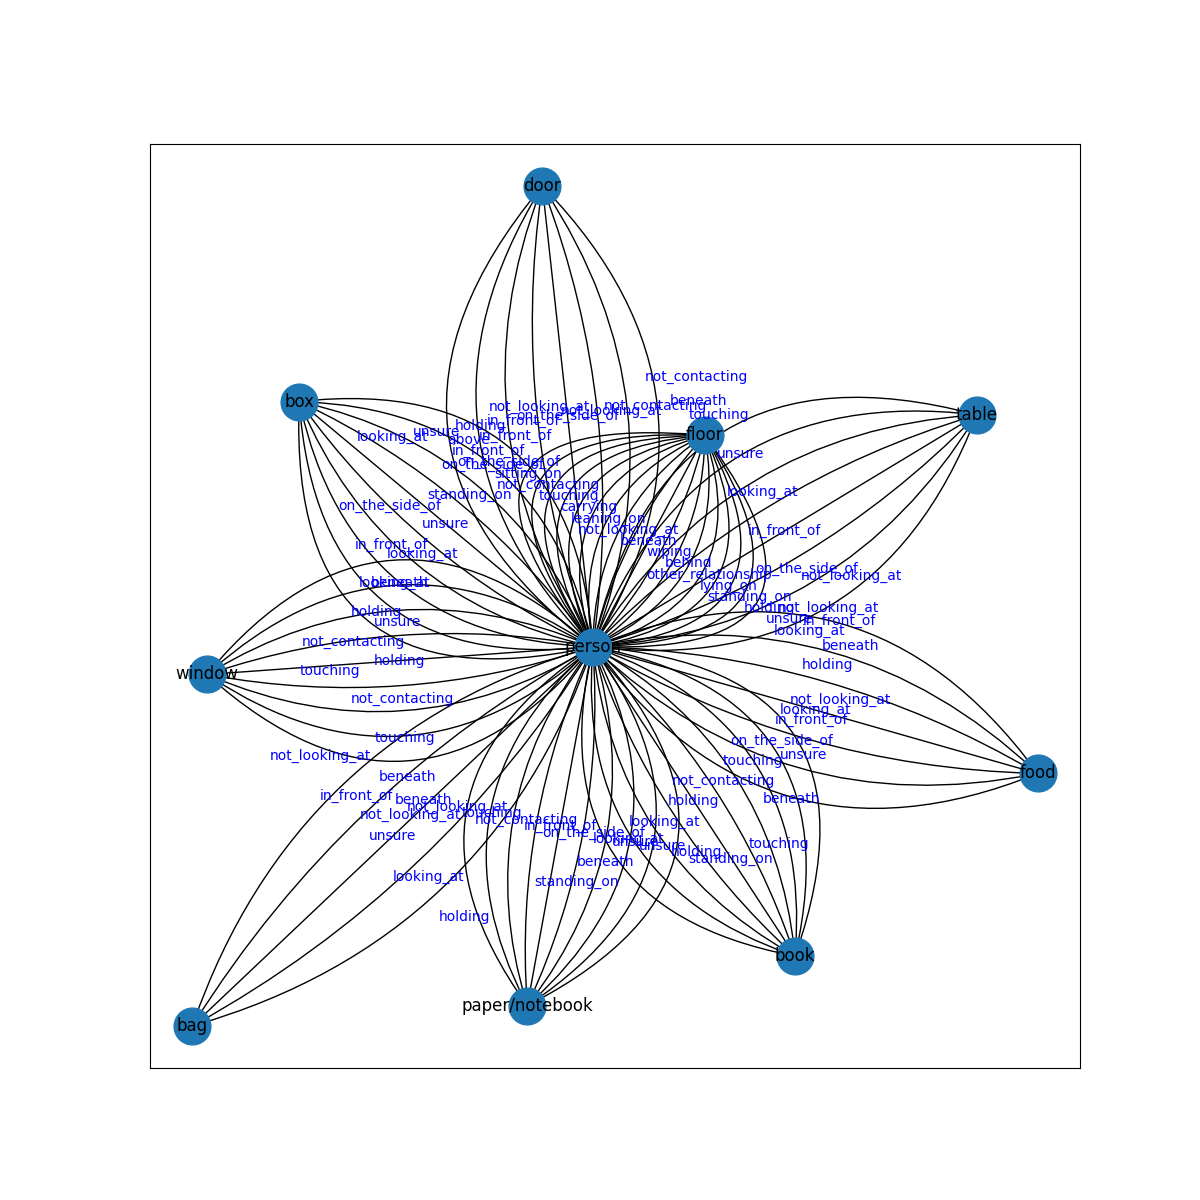 door
not_contacting
beneath
box
not_looking_at
not_contacting
not_looking_at
touching
on_the_side_of
table
in_front_of
holding
unsure
looking_at
in_front_of
floor
above
in_front_of
unsure
on_the_side_of
on_the_side_of
sitting_on
not_contacting
looking_at
standing_on
touching
on_the_side_of
carrying
leaning_on
unsure
not_looking_at
in_front_of
beneath
in_front_of
looking_at
wiping
behind
on_the_side_of
other_relationship
not_looking_at
looking_at
beneath
lying_on
standing_on
holding
holding
not_looking_at
unsure
unsure
in_front_of
looking_at
not_contacting
person
beneath
holding
holding
touching
window
not_contacting
not_looking_at
looking_at
in_front_of
touching
on_the_side_of
not_looking_at
unsure
touching
food
beneath
not_contacting
in_front_of
beneath
holding
beneath
not_looking_at
not_looking_at
touching
not_contacting
looking_at
in_front_of
on_the_side_of
unsure
looking_at
unsure
unsure
touching
holding
standing_on
beneath
looking_at
standing_on
holding
book
paper/notebook
bag